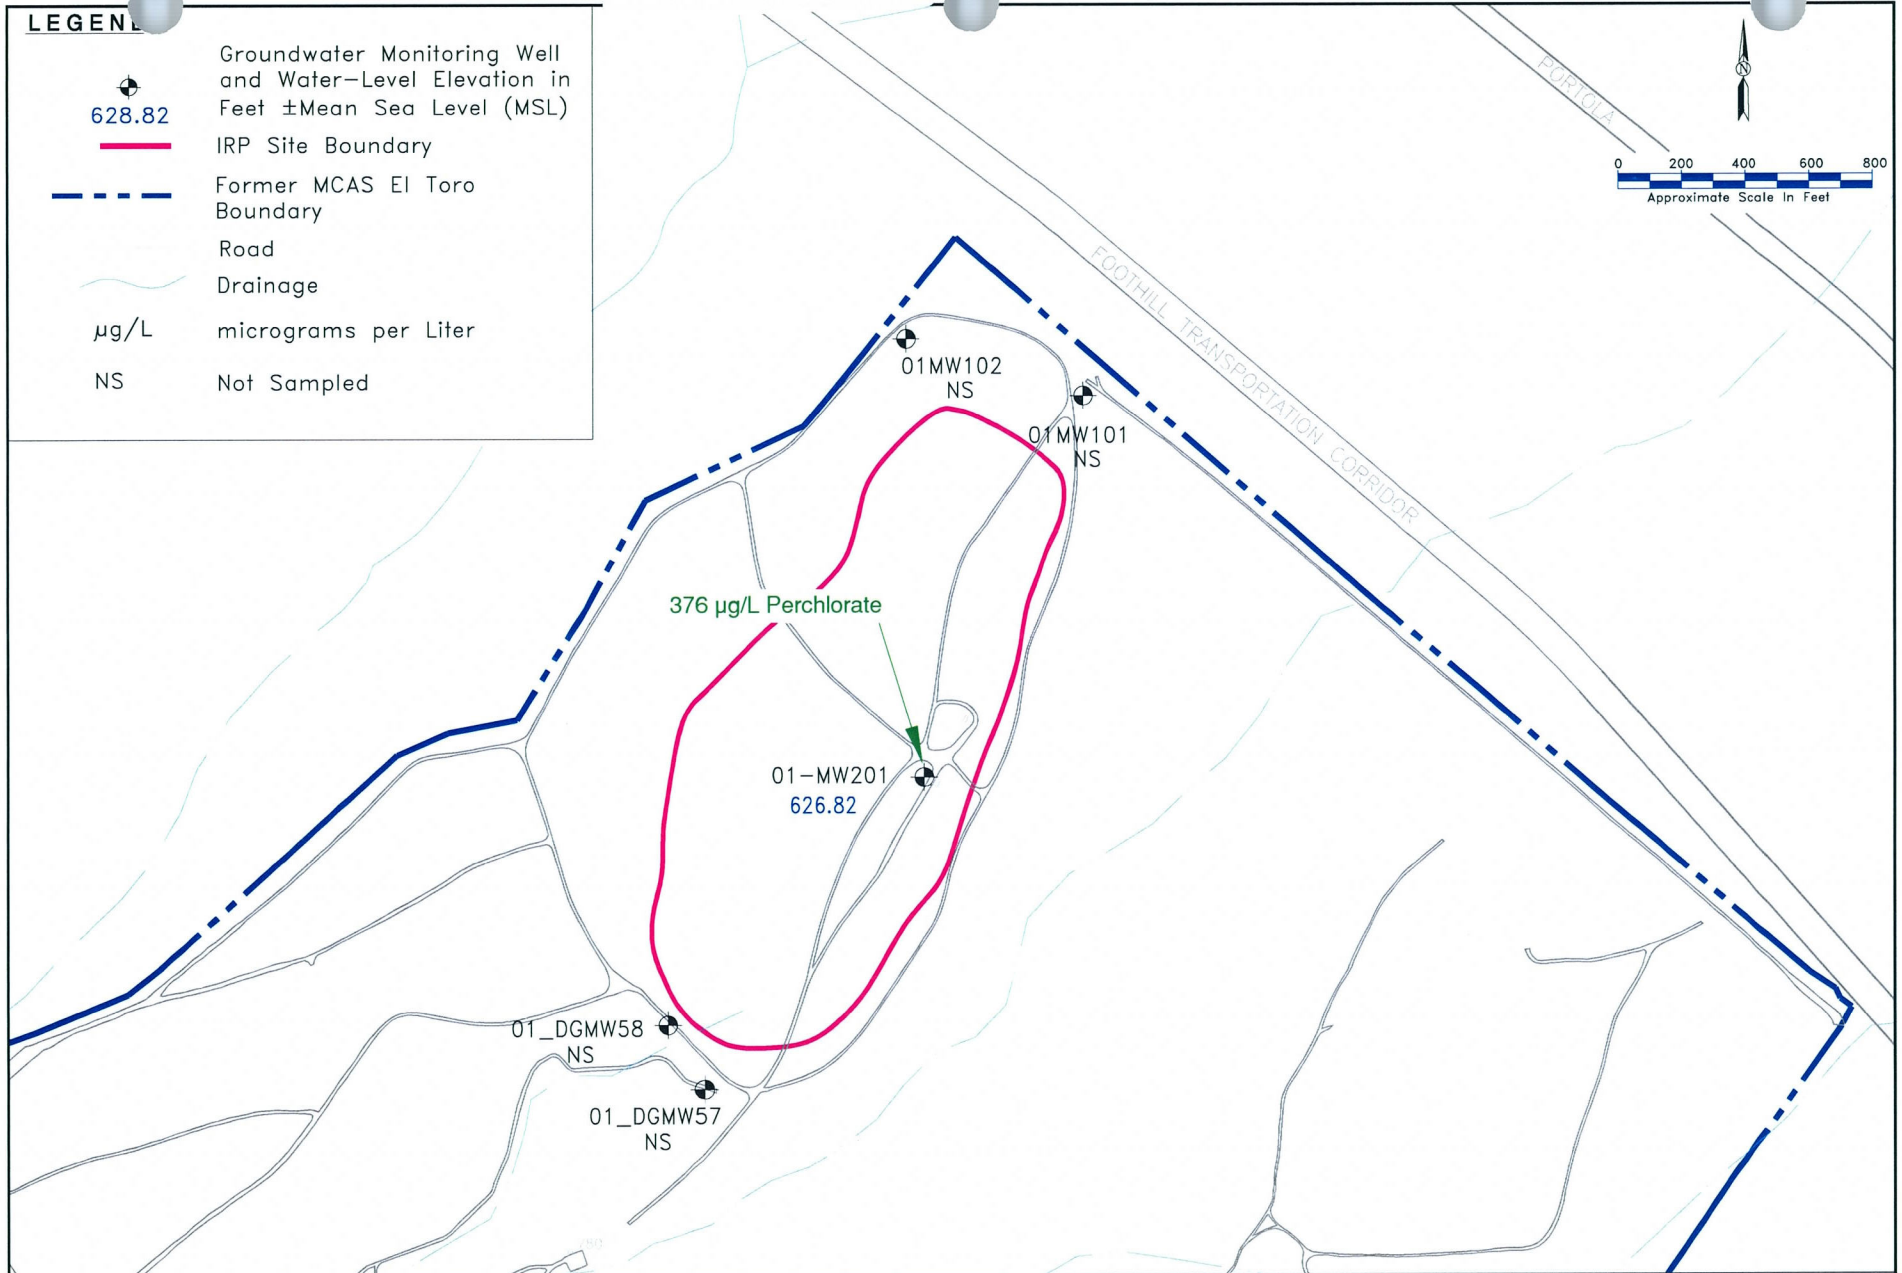 LEGEN
Groundwater Monitoring Well
and Water-Level Elevation in
Feet ±Mean Sea Level (MSL)
628.82
IRP Site Boundary
Former MCAS El Toro
Boundary
Road
Drainage
µg/L
micrograms per Liter
NS
Not Sampled
PORTOLA
N
0 200 400 600 800
Approximate Scale In Feet
FOOTHILL TRANSPORTATION CORRIDOR
01MW102
NS
01MW101
NS
376 µg/L Perchlorate
01-MW201
626.82
01_DGMW58
NS
01_DGMW57
NS